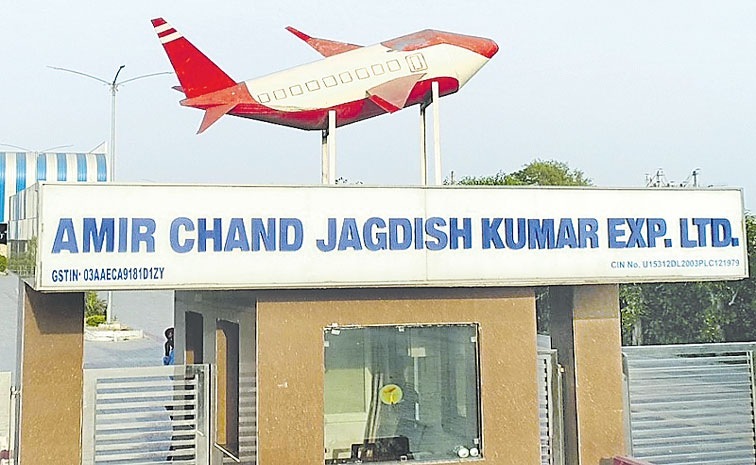 AMIR CHAND JAGDISH KUMAR EXP. LTD.
GSTIN- 03AAECA9181D1ZY
CIN No. U15312DL2003PLC121979